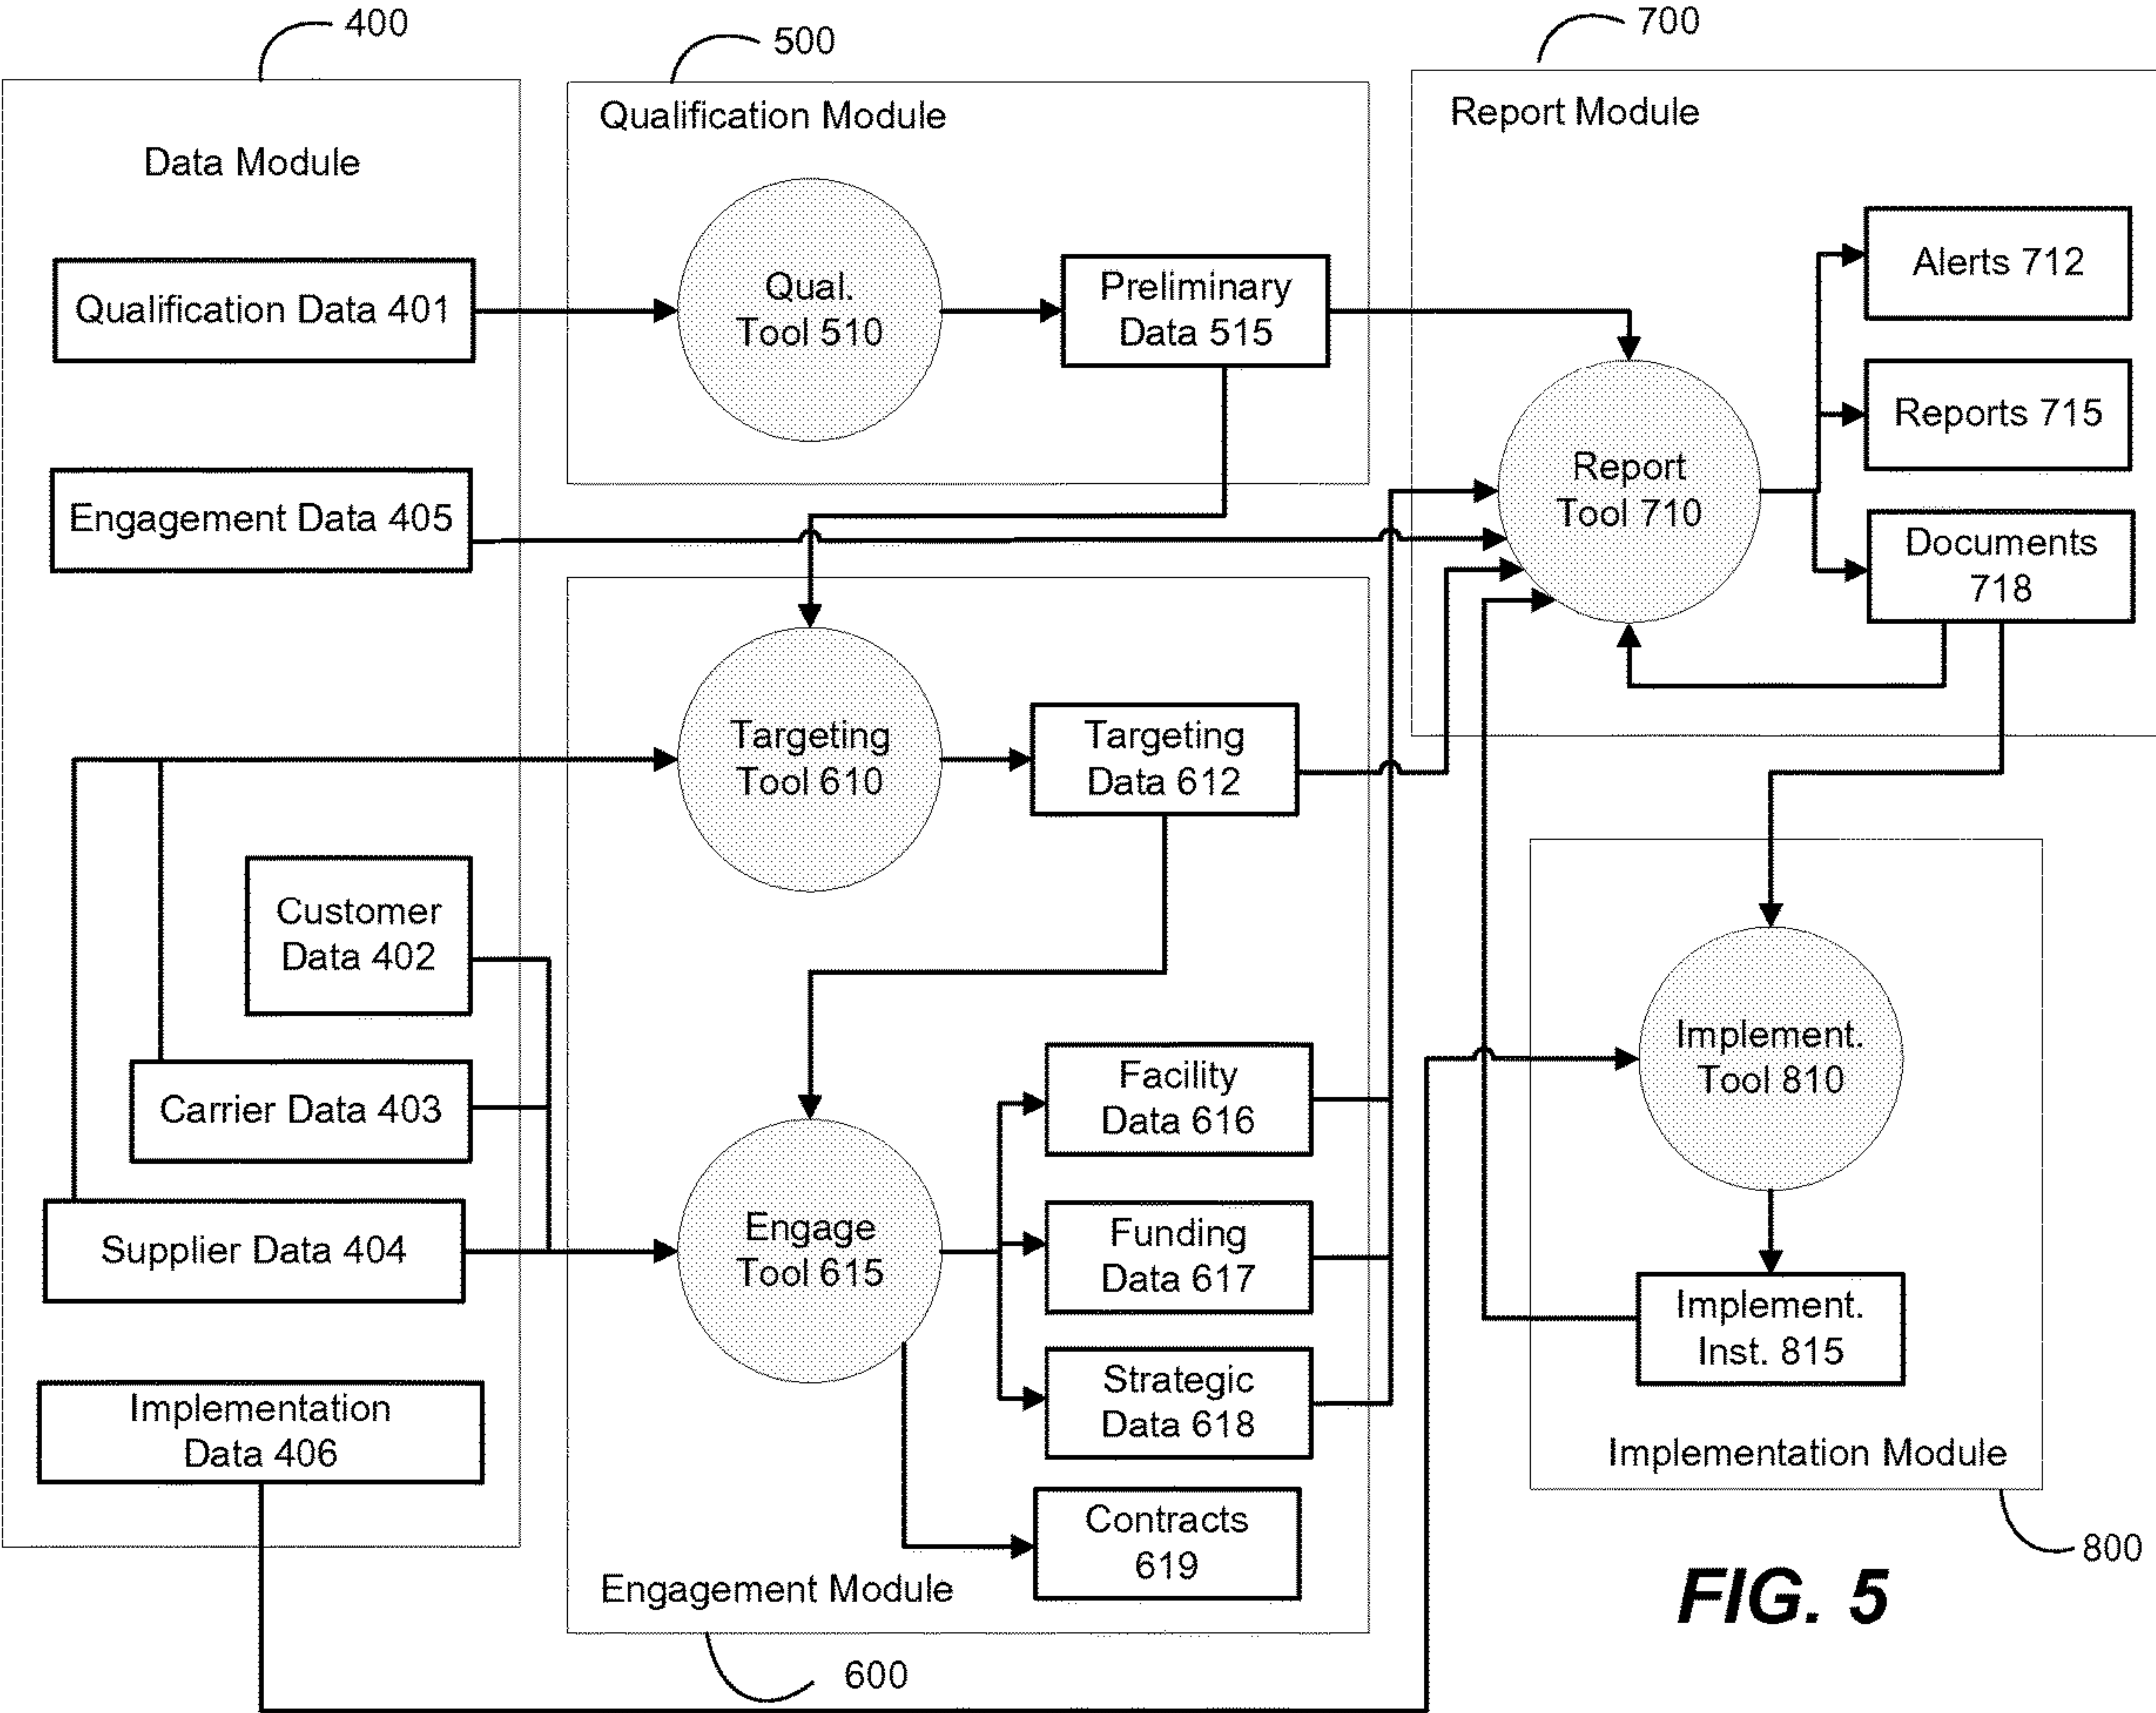 400
500
700
Data Module
Qualification Module
Report Module
Qualification Data 401
Qual.
Tool 510
Preliminary
Data 515
Alerts 712
Reports 715
Engagement Data 405
Report
Tool 710
Documents
718
Targeting
Tool 610
Targeting
Data 612
Customer
Data 402
Carrier Data 403
Supplier Data 404
Implementation
Data 406
Engage
Tool 615
Facility
Data 616
Funding
Data 617
Strategic
Data 618
Contracts
619
Engagement Module
600
Implement.
Tool 810
Implement.
Inst. 815
Implementation Module
800
FIG. 5